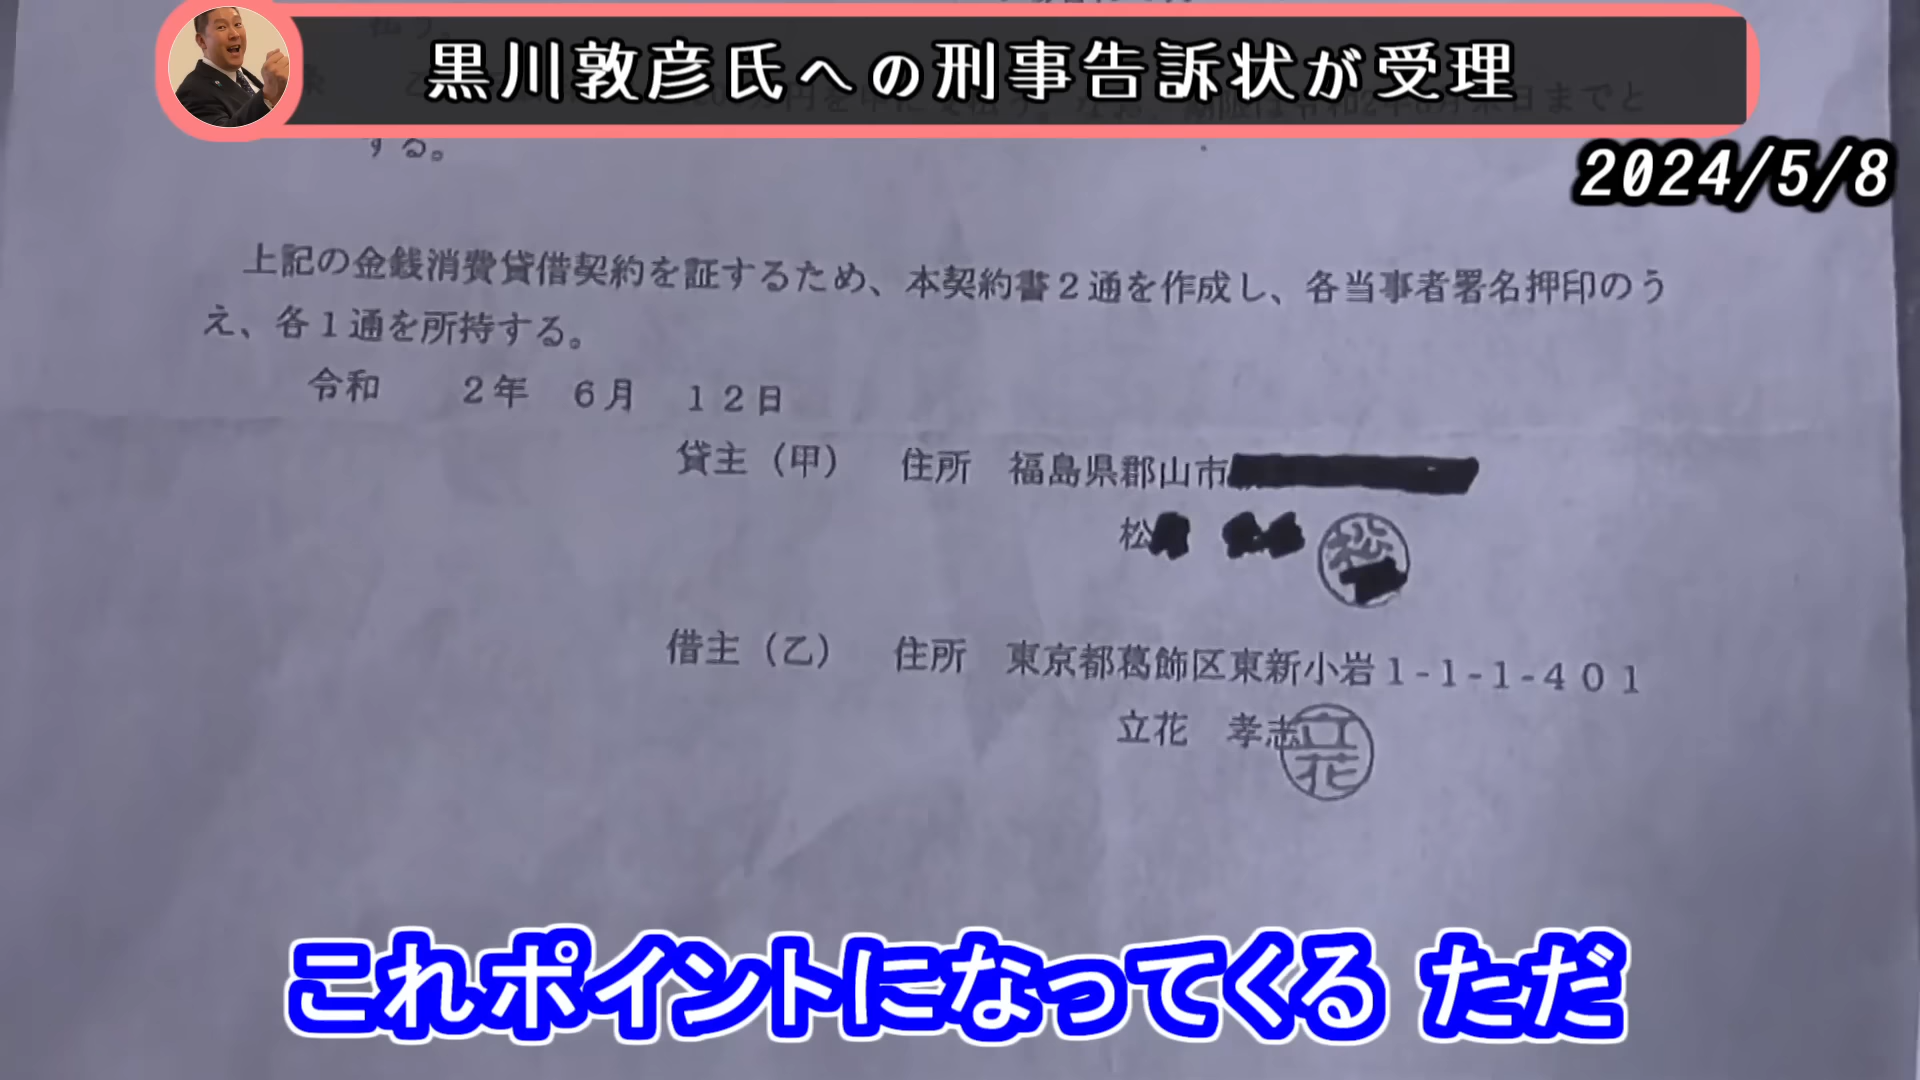 黒川敦彦氏への刑事告訴状が受理
2024/5/8
する。
上記の金銭消費貸借契約を証するため、本契約書2通を作成し、各当事者署名押印のう
え、各1通を所持する。
令和 2年 6月 12日
貸主(甲) 住所 福島県郡山市
松
松
借主(乙) 住所 東京都葛飾区東新小岩1-1-1-401
立花 孝志
立花
これポイントになってくる ただ